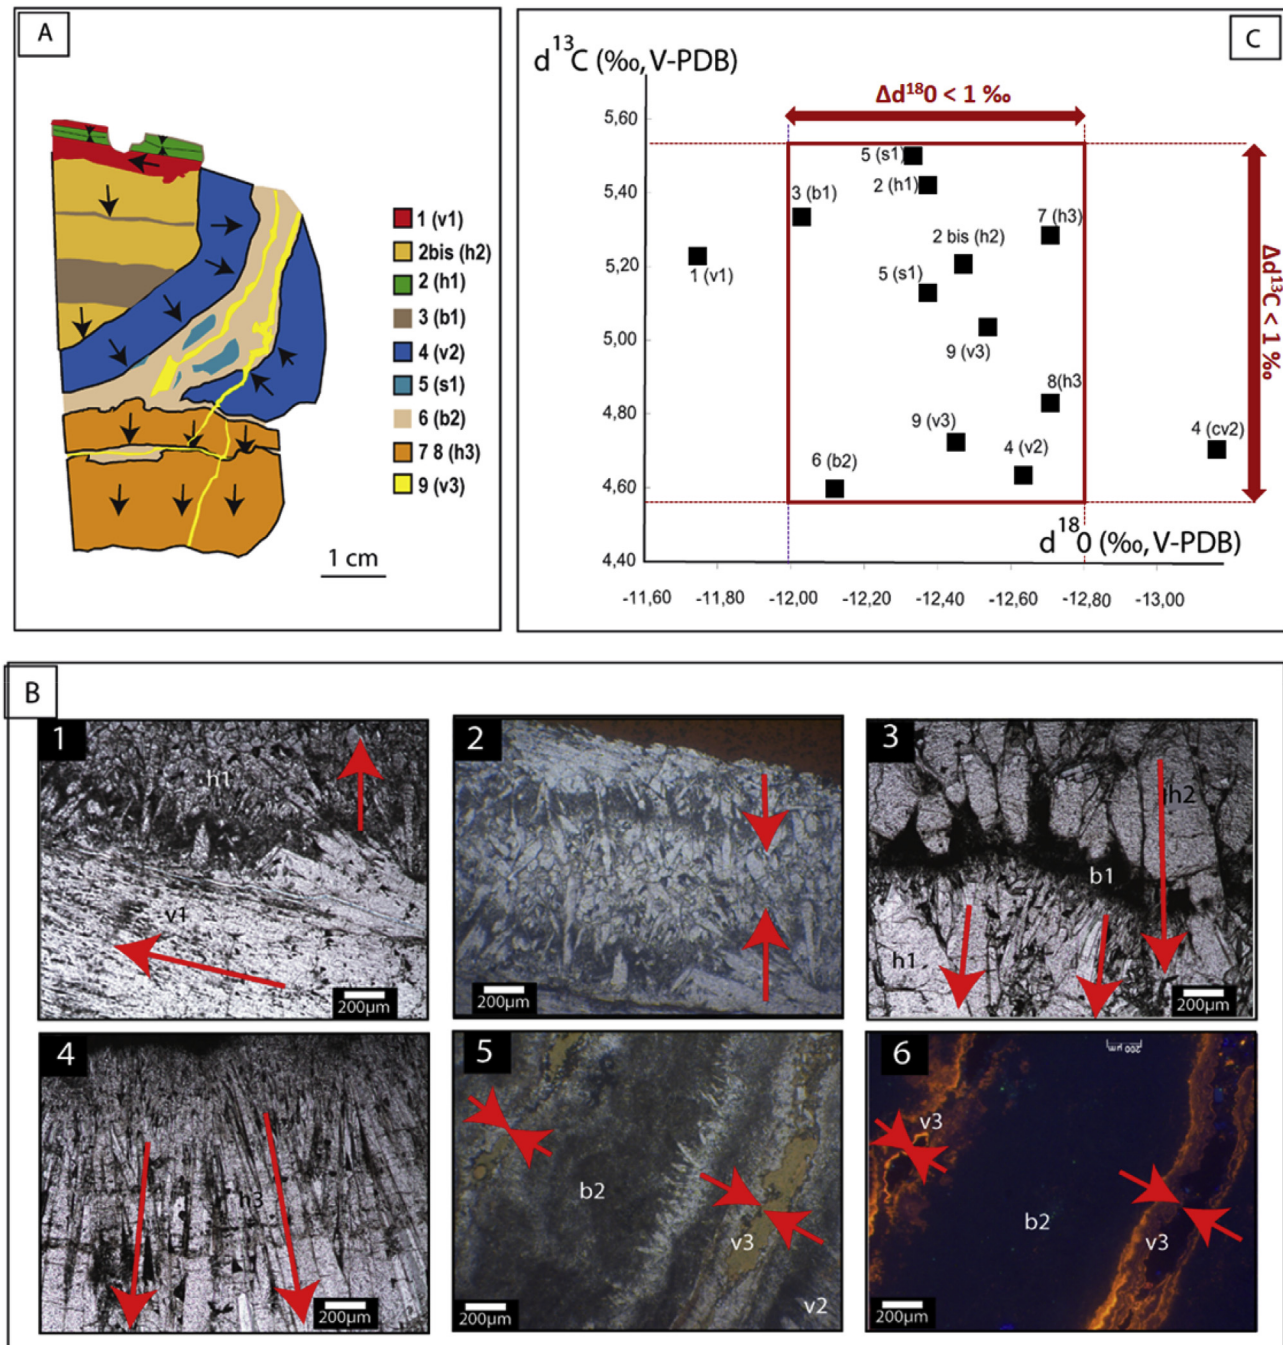 A
1 (v1)
2bis (h2)
2 (h1)
3 (b1)
4 (v2)
5 (s1)
6 (b2)
7 8 (h3)
9 (v3)
1 cm
C
d13C (‰, V-PDB)
Δd180 < 1 ‰
5,60
5,40
5,20
5,00
4,80
4,60
4,40
5 (s1)
2 (h1)
3 (b1)
7 (h3)
2 bis (h2)
1 (v1)
5 (s1)
9 (v3)
8(h3
9 (v3)
4 (v2)
4 (cv2)
6 (b2)
Δd13C < 1 ‰
d180 (‰, V-PDB)
-11,60 -11,80 -12,00 -12,20 -12,40 -12,60 -12,80 -13,00
B
1
h1
v1
200µm
2
200µm
3
h2
b1
h1
200µm
4
h3
200µm
5
b2
v3
v2
200µm
6
200 µm
v3
b2
v3
200µm